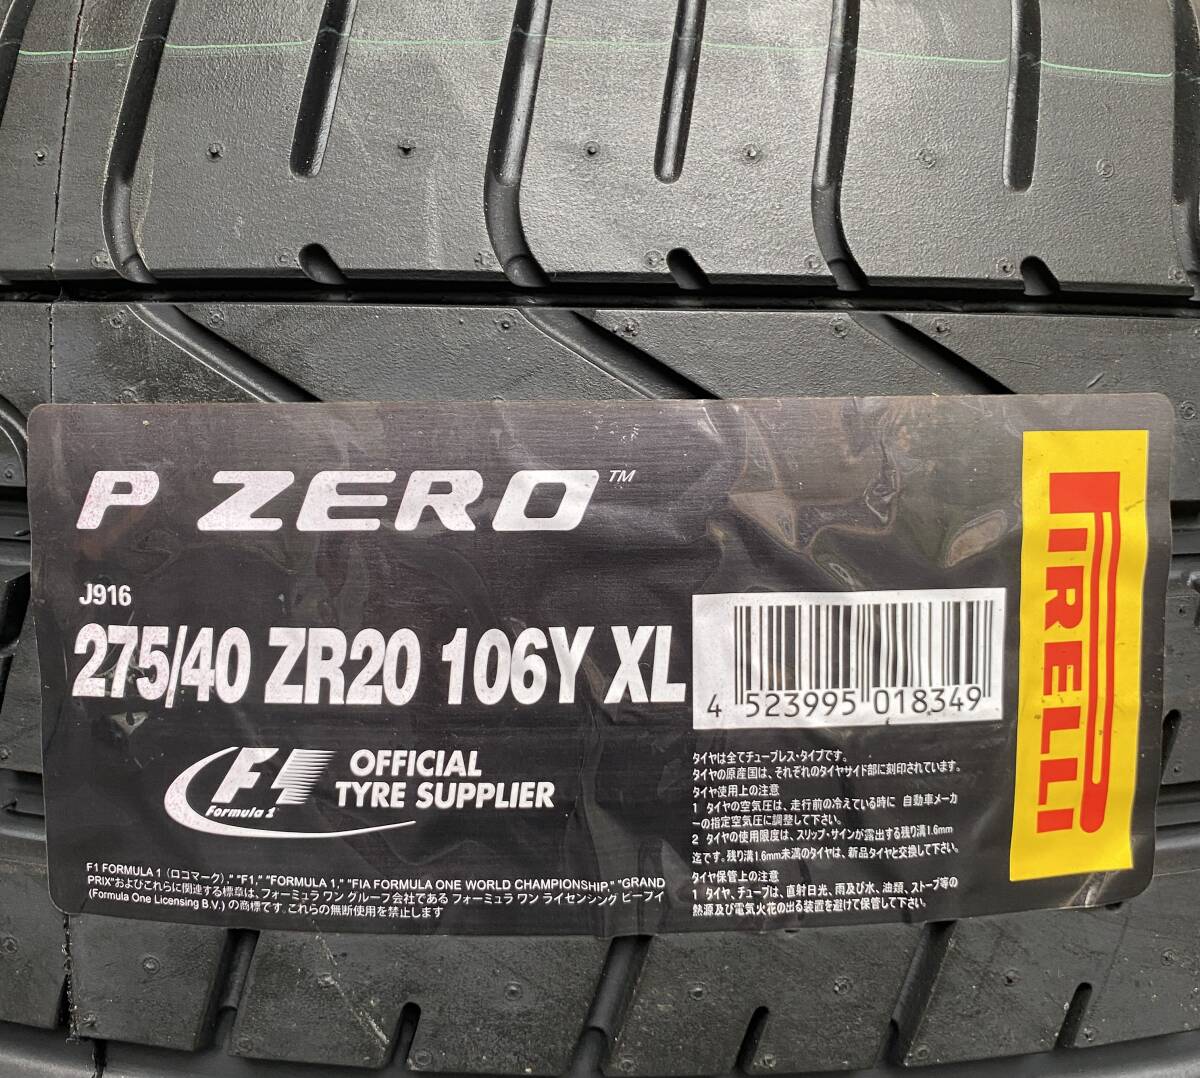 P ZERO™
J916
275/40 ZR20 106Y XL
4 523995 018349
PIRELLI
F1
Formula 1
OFFICIAL
TYRE SUPPLIER
F1 FORMULA 1（ロゴマーク）," "F1," "FORMULA 1," "FIA FORMULA ONE WORLD CHAMPIONSHIP," "GRAND
PRIX"およびこれらに関連する標章は、フォーミュラ ワン グループ会社である フォーミュラ ワン ライセンシング ビーブイ
(Formula One Licensing B.V.) の商標です.これらの無断使用を禁止します
タイヤは全てチューブレス・タイプです。
タイヤの原産国は、それぞれのタイヤサイド部に刻印されています。
タイヤ使用上の注意
1 タイヤの空気圧は、走行前の冷えている時に 自動車メーカ
ーの指定空気圧に調整して下さい。
2 タイヤの使用限度は、スリップ・サインが露出する残り溝1.6mm
迄です。残り溝1.6mm未満のタイヤは、新品タイヤと交換して下さい。
タイヤ保管上の注意
1 タイヤ、チューブは、直射日光、雨及び水、油類、ストーブ等の
熱源及び電気火花の出る装置を避けて保管して下さい。